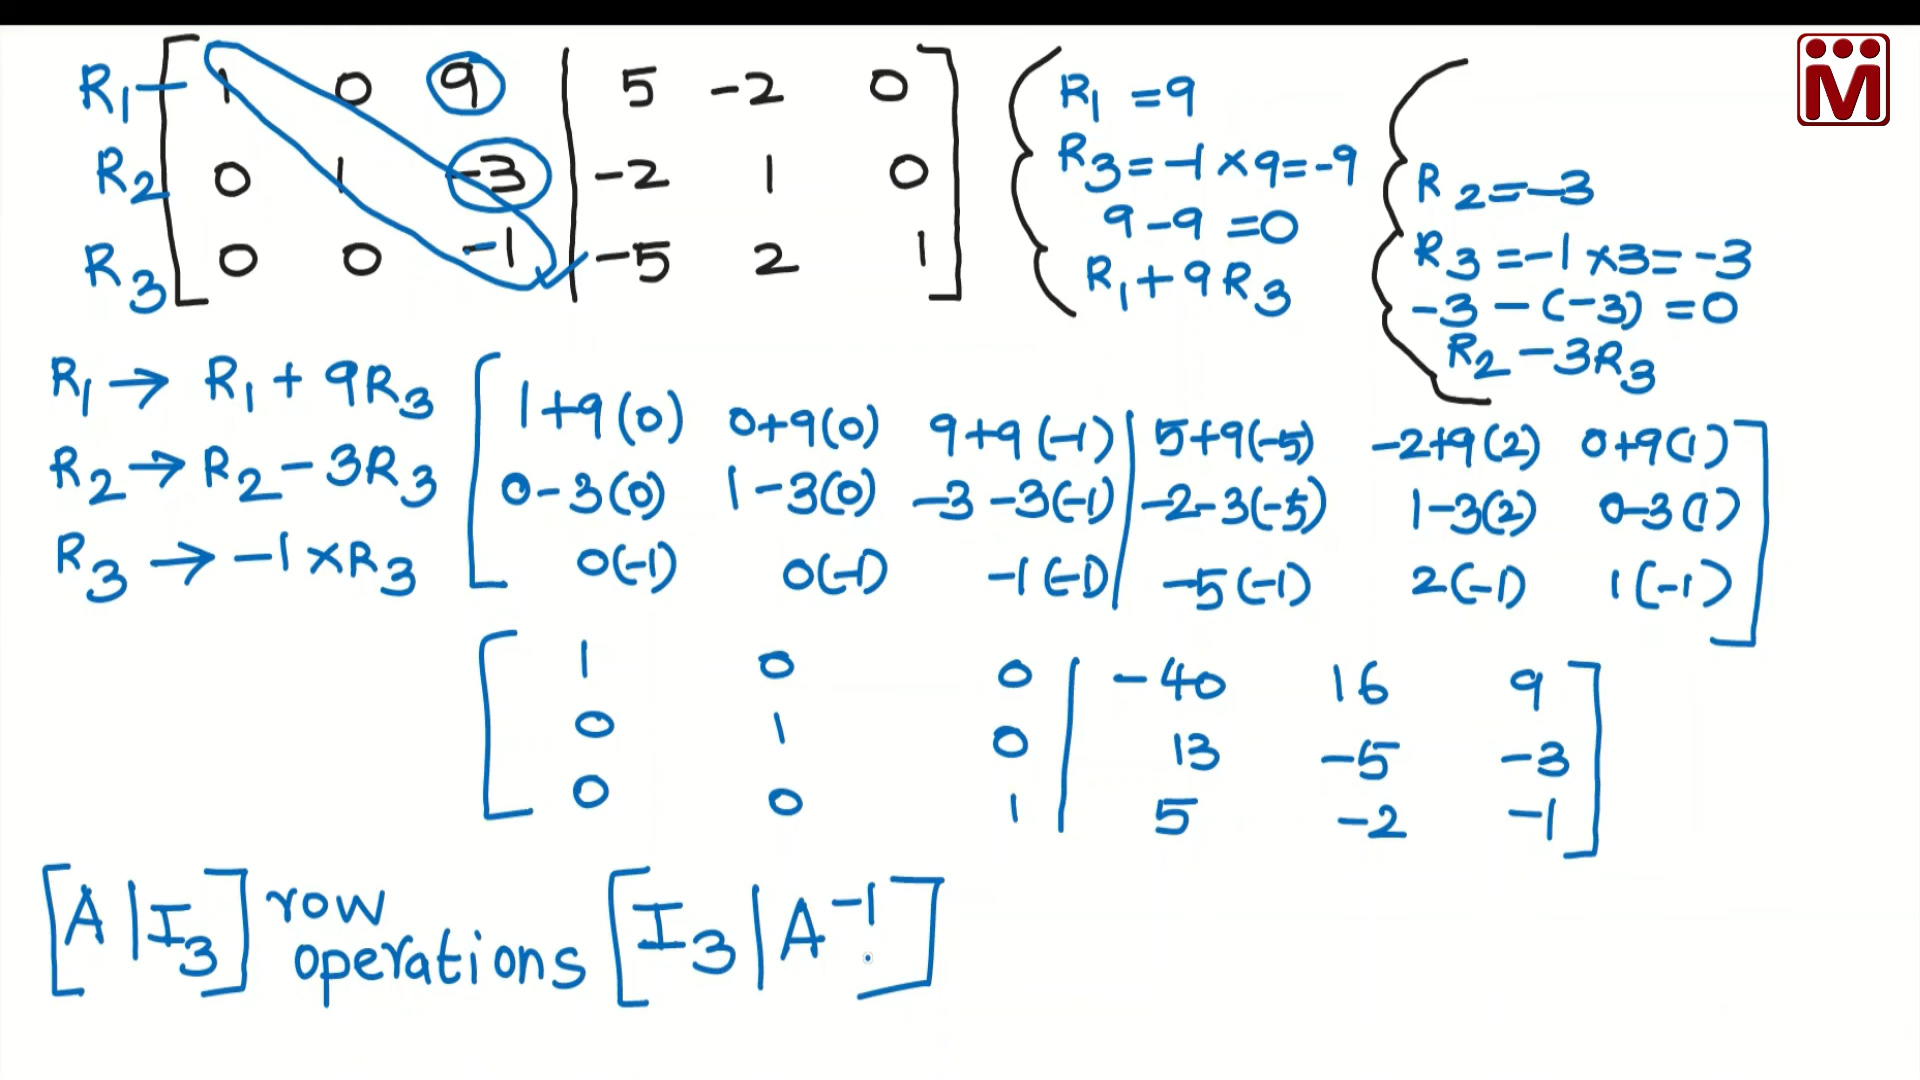 R1 [ 1 0 9 | 5 -2 0 ]
R2 [ 0 1 -3 | -2 1 0 ]
R3 [ 0 0 -1 | -5 2 1 ]
R1 = 9
R3 = -1 × 9 = -9
9 - 9 = 0
R1 + 9R3
R2 = -3
R3 = -1 × 3 = -3
-3 - (-3) = 0
R2 - 3R3
R1 → R1 + 9R3
R2 → R2 - 3R3
R3 → -1 × R3
[ 1+9(0) 0+9(0) 9+9(-1) | 5+9(-5) -2+9(2) 0+9(1) ]
[ 0-3(0) 1-3(0) -3-3(-1) | -2-3(-5) 1-3(2) 0-3(1) ]
[ 0(-1) 0(-1) -1(-1) | -5(-1) 2(-1) 1(-1) ]
[ 1 0 0 | -40 16 9 ]
[ 0 1 0 | 13 -5 -3 ]
[ 0 0 1 | 5 -2 -1 ]
[A|I3] row operations [I3|A^-1]
M